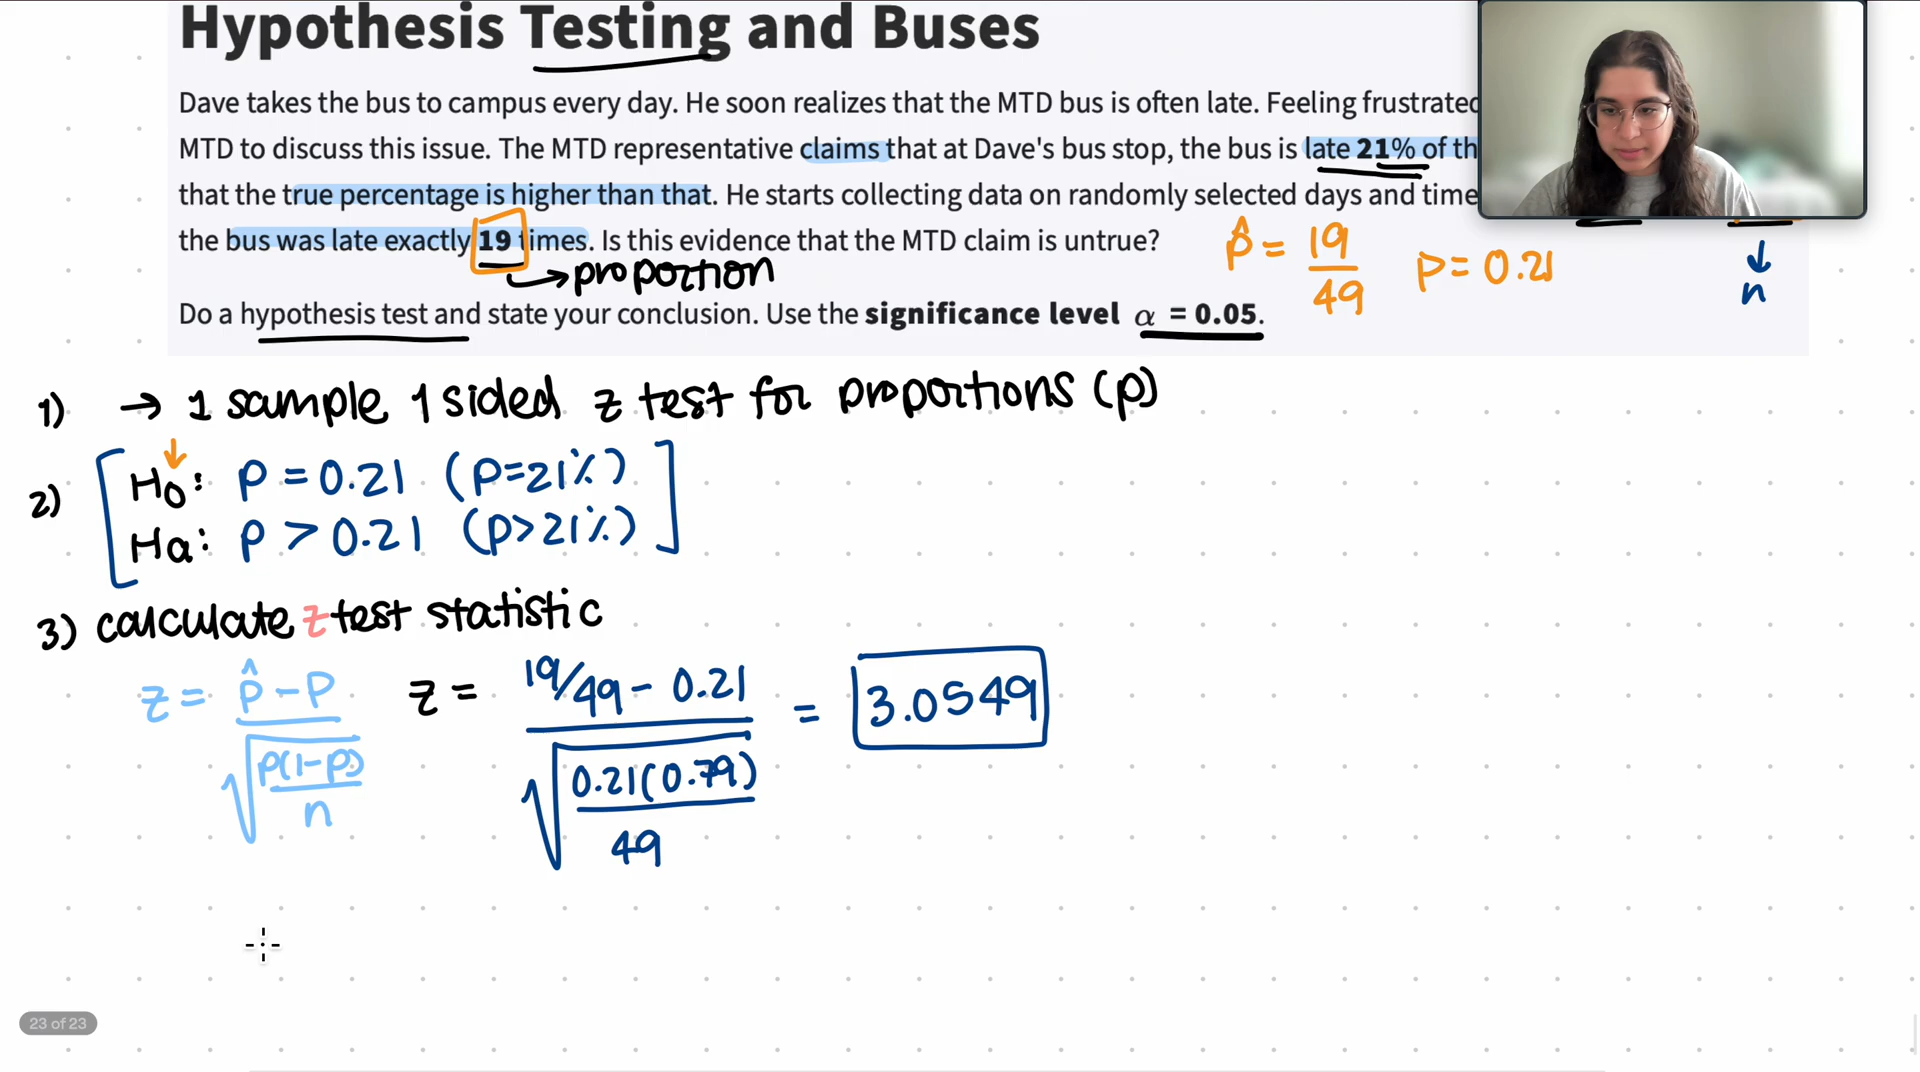 Hypothesis Testing and Buses
Dave takes the bus to campus every day. He soon realizes that the MTD bus is often late. Feeling frustrated
MTD to discuss this issue. The MTD representative claims that at Dave's bus stop, the bus is late 21% of th
that the true percentage is higher than that. He starts collecting data on randomly selected days and time
the bus was late exactly 19 times. Is this evidence that the MTD claim is untrue?
→ proportion
p̂ = 19/49 p = 0.21
↓
n
Do a hypothesis test and state your conclusion. Use the significance level α = 0.05.
1) → 1 sample 1 sided z test for proportions (p)
2) H0: p = 0.21 (p=21%)
Ha: p > 0.21 (p>21%)
3) calculate z test statistic
z = p̂ - p / √(p(1-p)/n) z = 19/49 - 0.21 / √(0.21(0.79)/49) = 3.0549
23 of 23